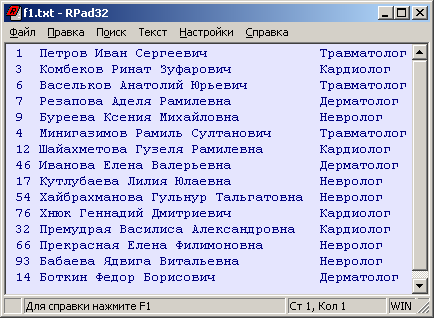 f1.txt - RPad32
Файл Правка Поиск Текст Настройки Справка
1 Петров Иван Сергеевич Травматолог
3 Комбеков Ринат Зуфарович Кардиолог
6 Васельков Анатолий Юрьевич Травматолог
7 Резапова Аделя Рамилевна Дерматолог
9 Буреева Ксения Михайловна Невролог
4 Минигазимов Рамиль Султанович Травматолог
12 Шайахметова Гузеля Рамилевна Кардиолог
46 Иванова Елена Валерьевна Дерматолог
17 Кутлубаева Лилия Юлаевна Невролог
54 Хайбрахманова Гульнур Тальгатовна Невролог
76 Хнюк Геннадий Дмитриевич Кардиолог
32 Премудрая Василиса Александровна Кардиолог
66 Прекрасная Елена Филимоновна Невролог
93 Бабаева Ядвига Витальевна Невролог
14 Боткин Федор Борисович Дерматолог
Для справки нажмите F1 Ст 1, Кол 1 WIN